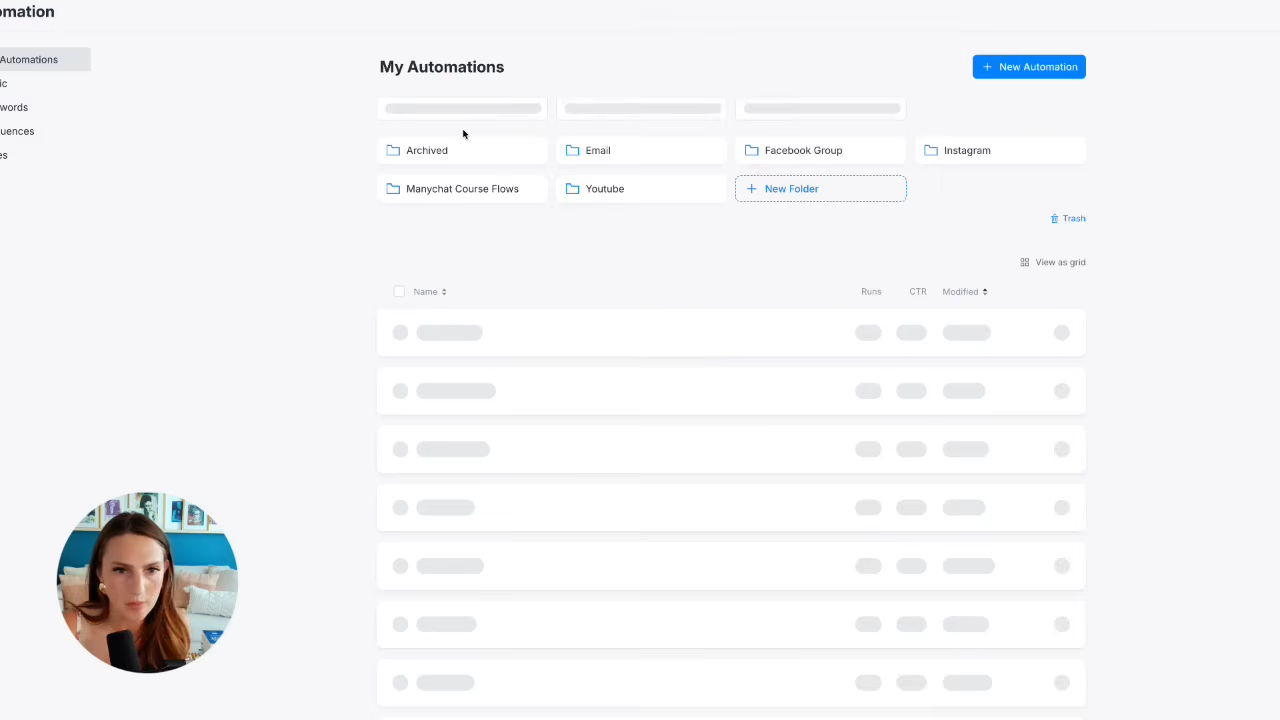 omation
Automations
ic
words
uences
es
My Automations
+ New Automation
Archived
Email
Facebook Group
Instagram
Manychat Course Flows
Youtube
+ New Folder
Trash
View as grid
Name
Runs
CTR
Modified